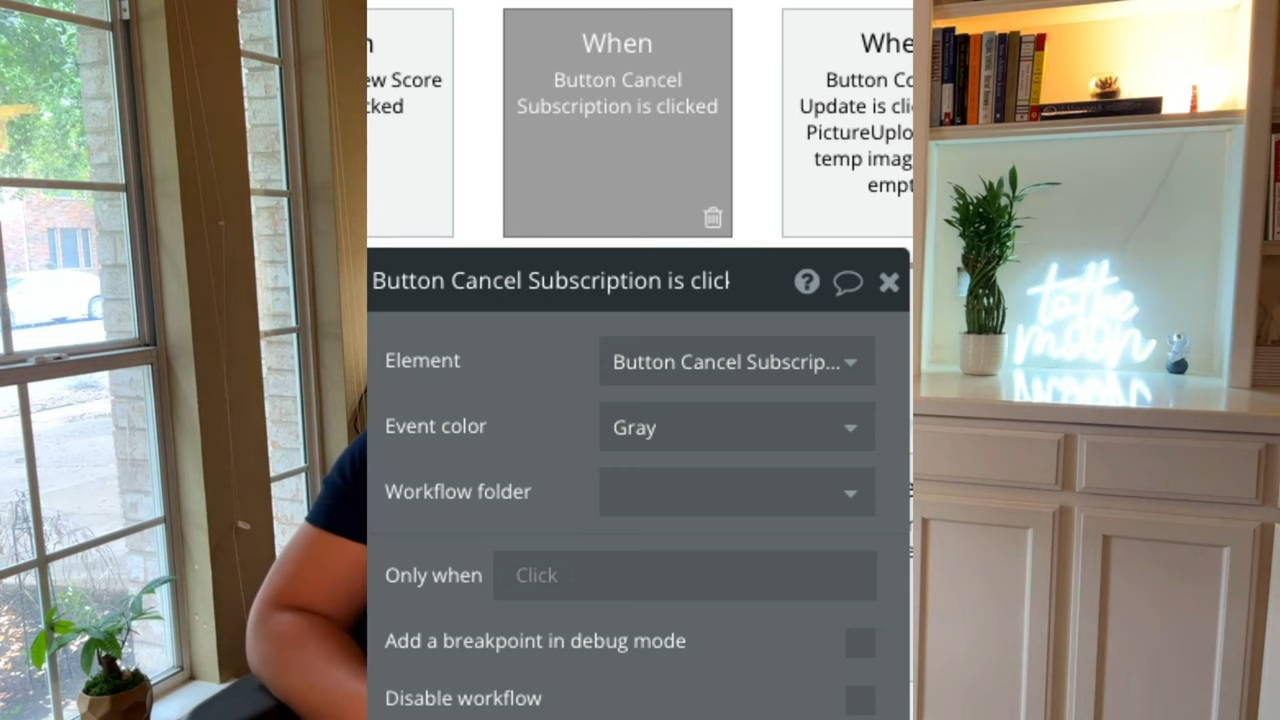 When
Button Cancel
Subscription is clicked
ew Score
cked
Whe
Button Co
Update is clic
PictureUplo
temp imag
empt
Button Cancel Subscription is clicl
Element
Button Cancel Subscrip...
Event color
Gray
Workflow folder
Only when
Click
Add a breakpoint in debug mode
Disable workflow
to the
moon